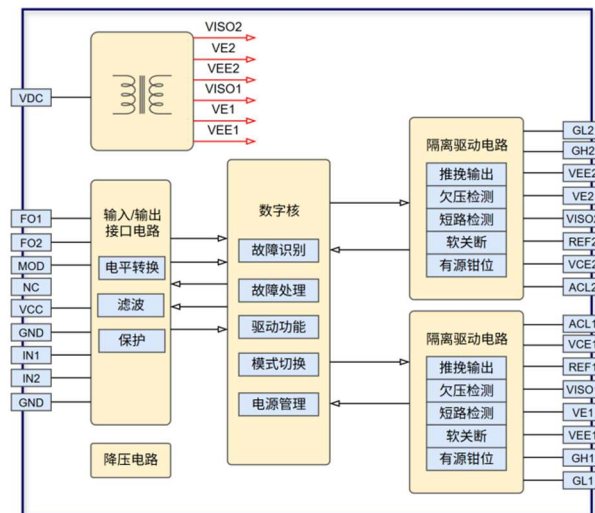 VISO2
VE2
VEE2
VISO1
VE1
VEE1
VDC
FO1
FO2
MOD
NC
VCC
GND
IN1
IN2
GND
输入/输出
接口电路
电平转换
滤波
保护
降压电路
数字核
故障识别
故障处理
驱动功能
模式切换
电源管理
隔离驱动电路
推挽输出
欠压检测
短路检测
软关断
有源钳位
GL2
GH2
VEE2
VE2
VISO2
REF2
VCE2
ACL2
隔离驱动电路
推挽输出
欠压检测
短路检测
软关断
有源钳位
ACL1
VCE1
REF1
VISO
VE1
VEE1
GH1
GL1